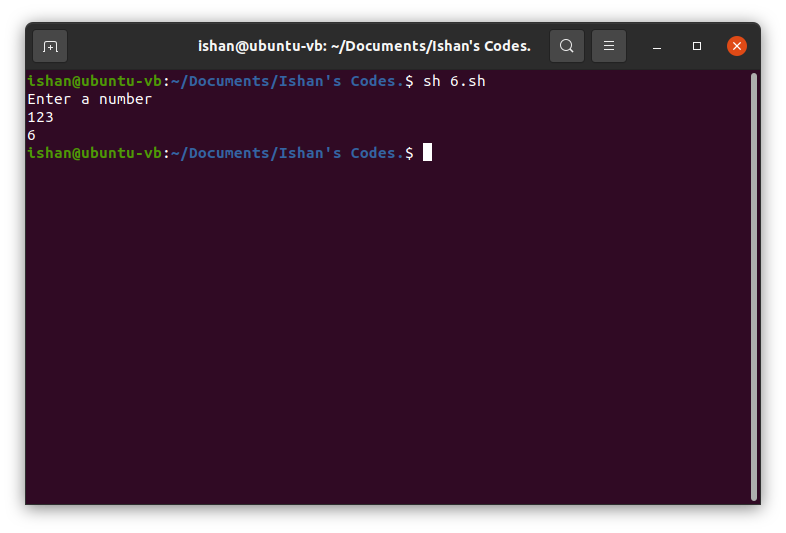 ishan@ubuntu-vb: ~/Documents/Ishan's Codes.
ishan@ubuntu-vb:~/Documents/Ishan's Codes.$ sh 6.sh
Enter a number
123
6
ishan@ubuntu-vb:~/Documents/Ishan's Codes.$